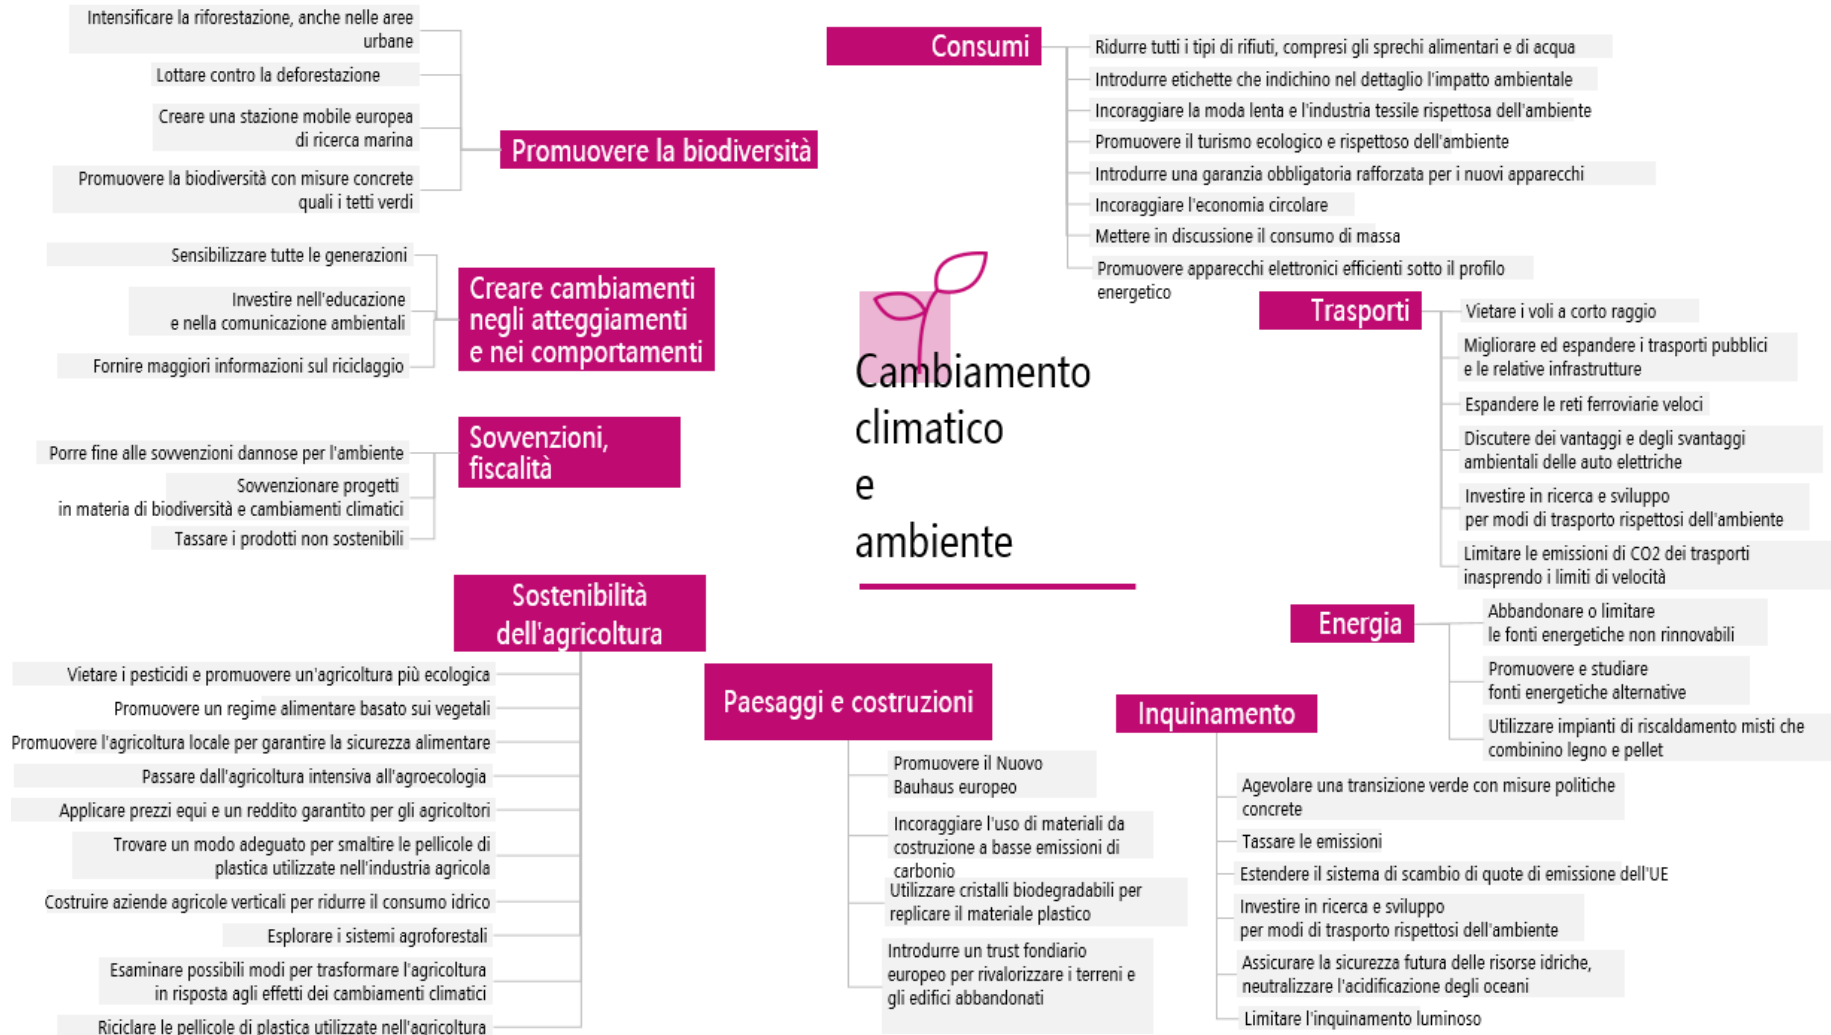 Intensificare la riforestazione, anche nelle aree
urbane
Lottare contro la deforestazione
Creare una stazione mobile europea
di ricerca marina
Promuovere la biodiversità con misure concrete
quali i tetti verdi
Promuovere la biodiversità
Sensibilizzare tutte le generazioni
Investire nell'educazione
e nella comunicazione ambientali
Fornire maggiori informazioni sul riciclaggio
Creare cambiamenti
negli atteggiamenti
e nei comportamenti
Porre fine alle sovvenzioni dannose per l'ambiente
Sovvenzionare progetti
in materia di biodiversità e cambiamenti climatici
Tassare i prodotti non sostenibili
Sovvenzioni,
fiscalità
Sostenibilità
dell'agricoltura
Vietare i pesticidi e promuovere un'agricoltura più ecologica
Promuovere un regime alimentare basato sui vegetali
Promuovere l'agricoltura locale per garantire la sicurezza alimentare
Passare dall'agricoltura intensiva all'agroecologia
Applicare prezzi equi e un reddito garantito per gli agricoltori
Trovare un modo adeguato per smaltire le pellicole di
plastica utilizzate nell'industria agricola
Costruire aziende agricole verticali per ridurre il consumo idrico
Esplorare i sistemi agroforestali
Esaminare possibili modi per trasformare l'agricoltura
in risposta agli effetti dei cambiamenti climatici
Riciclare le pellicole di plastica utilizzate nell'agricoltura
Cambiamento
climatico
e
ambiente
Paesaggi e costruzioni
Promuovere il Nuovo
Bauhaus europeo
Incoraggiare l'uso di materiali da
costruzione a basse emissioni di
carbonio
Utilizzare cristalli biodegradabili per
replicare il materiale plastico
Introdurre un trust fondiario
europeo per rivalorizzare i terreni e
gli edifici abbandonati
Consumi
Ridurre tutti i tipi di rifiuti, compresi gli sprechi alimentari e di acqua
Introdurre etichette che indichino nel dettaglio l'impatto ambientale
Incoraggiare la moda lenta e l'industria tessile rispettosa dell'ambiente
Promuovere il turismo ecologico e rispettoso dell'ambiente
Introdurre una garanzia obbligatoria rafforzata per i nuovi apparecchi
Incoraggiare l'economia circolare
Mettere in discussione il consumo di massa
Promuovere apparecchi elettronici efficienti sotto il profilo
energetico
Trasporti
Vietare i voli a corto raggio
Migliorare ed espandere i trasporti pubblici
e le relative infrastrutture
Espandere le reti ferroviarie veloci
Discutere dei vantaggi e degli svantaggi
ambientali delle auto elettriche
Investire in ricerca e sviluppo
per modi di trasporto rispettosi dell'ambiente
Limitare le emissioni di CO2 dei trasporti
inasprendo i limiti di velocità
Energia
Abbandonare o limitare
le fonti energetiche non rinnovabili
Promuovere e studiare
fonti energetiche alternative
Utilizzare impianti di riscaldamento misti che
combinino legno e pellet
Inquinamento
Agevolare una transizione verde con misure politiche
concrete
Tassare le emissioni
Estendere il sistema di scambio di quote di emissione dell'UE
Investire in ricerca e sviluppo
per modi di trasporto rispettosi dell'ambiente
Assicurare la sicurezza futura delle risorse idriche,
neutralizzare l'acidificazione degli oceani
Limitare l'inquinamento luminoso